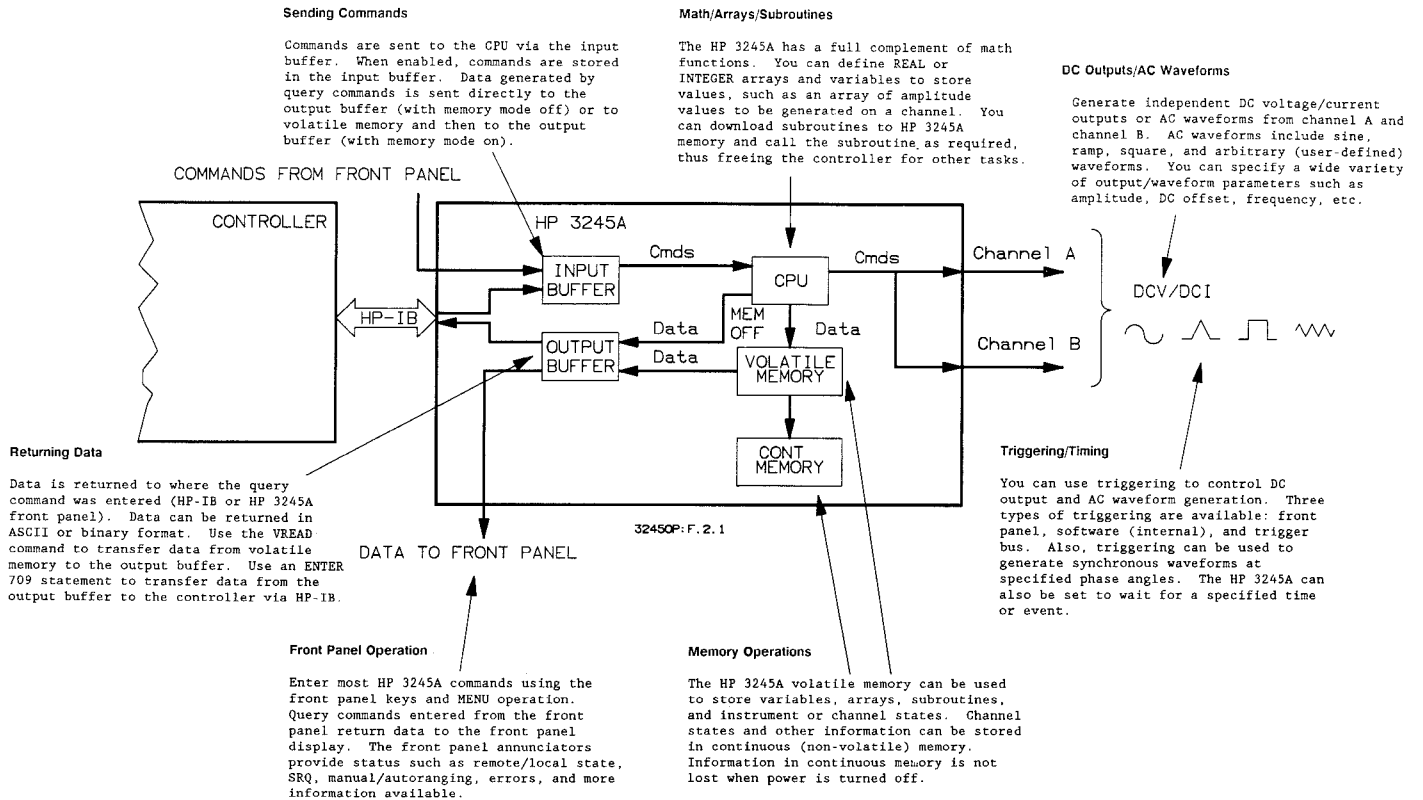 Sending Commands
Commands are sent to the CPU via the input
buffer. When enabled, commands are stored
in the input buffer. Data generated by
query commands is sent directly to the
output buffer (with memory mode off) or to
volatile memory and then to the output
buffer (with memory mode on).
Math/Arrays/Subroutines
The HP 3245A has a full complement of math
functions. You can define REAL or
INTEGER arrays and variables to store
values, such as an array of amplitude
values to be generated on a channel. You
can download subroutines to HP 3245A
memory and call the subroutine as required,
thus freeing the controller for other tasks.
DC Outputs/AC Waveforms
Generate independent DC voltage/current
outputs or AC waveforms from channel A and
channel B. AC waveforms include sine,
ramp, square, and arbitrary (user-defined)
waveforms. You can specify a wide variety
of output/waveform parameters such as
amplitude, DC offset, frequency, etc.
COMMANDS FROM FRONT PANEL
CONTROLLER
HP-IB
HP 3245A
INPUT
BUFFER
Cmds
CPU
Cmds
Channel A
DCV/DCI
MEM
OFF
Data
Data
OUTPUT
BUFFER
Data
VOLATILE
MEMORY
Channel B
CONT
MEMORY
3245OP:F.2.1
DATA TO FRONT PANEL
Returning Data
Data is returned to where the query
command was entered (HP-IB or HP 3245A
front panel). Data can be returned in
ASCII or binary format. Use the VREAD
command to transfer data from volatile
memory to the output buffer. Use an ENTER
709 statement to transfer data from the
output buffer to the controller via HP-IB.
Triggering/Timing
You can use triggering to control DC
output and AC waveform generation. Three
types of triggering are available: front
panel, software (internal), and trigger
bus. Also, triggering can be used to
generate synchronous waveforms at
specified phase angles. The HP 3245A can
also be set to wait for a specified time
or event.
Front Panel Operation
Enter most HP 3245A commands using the
front panel keys and MENU operation.
Query commands entered from the front
panel return data to the front panel
display. The front panel annunciators
provide status such as remote/local state,
SRQ, manual/autoranging, errors, and more
information available.
Memory Operations
The HP 3245A volatile memory can be used
to store variables, arrays, subroutines,
and instrument or channel states. Channel
states and other information can be stored
in continuous (non-volatile) memory.
Information in continuous memory is not
lost when power is turned off.